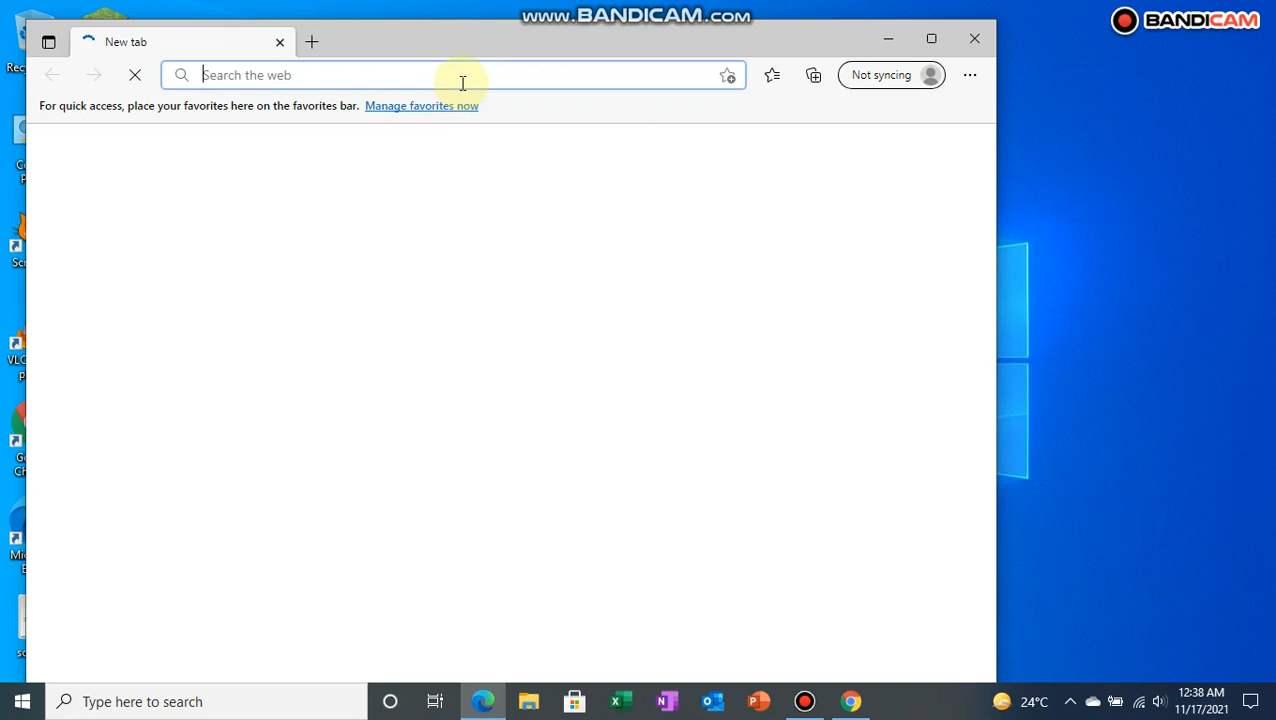 www.BANDICAM.com
BANDICAM
New tab
Search the web
Not syncing
For quick access, place your favorites here on the favorites bar. Manage favorites now
Type here to search
24°C
12:38 AM
11/17/2021